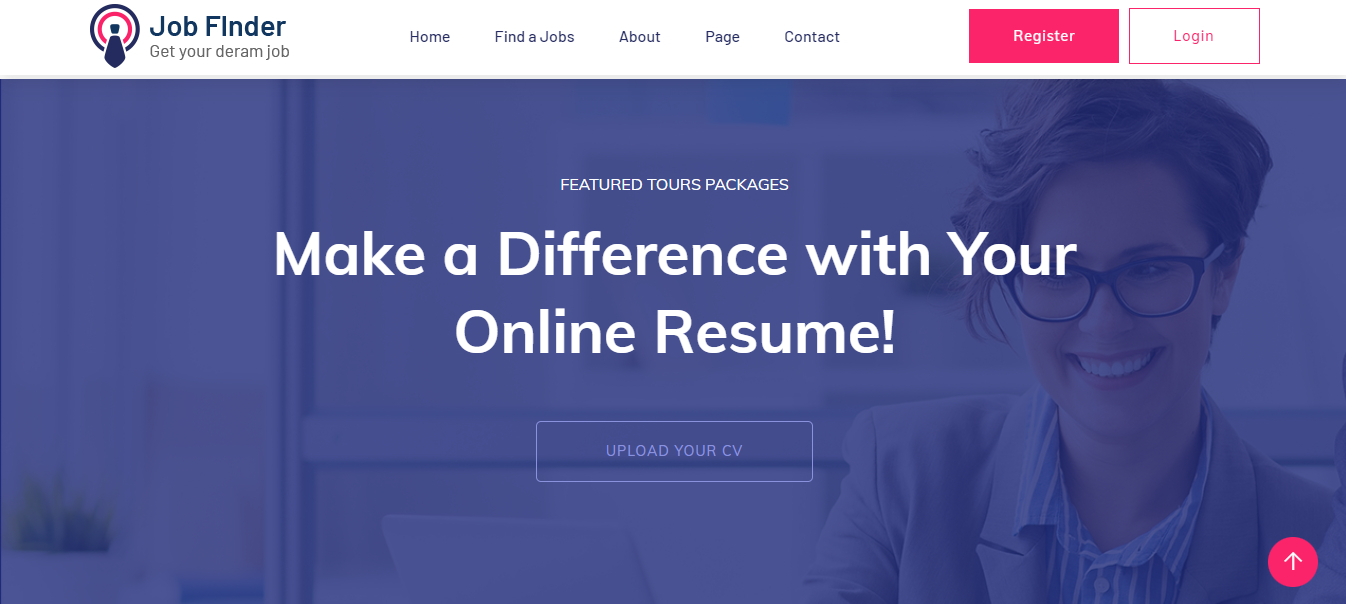 Job FInder
Get your deram job
Home Find a Jobs About Page Contact Register Login
FEATURED TOURS PACKAGES
Make a Difference with Your
Online Resume!
UPLOAD YOUR CV